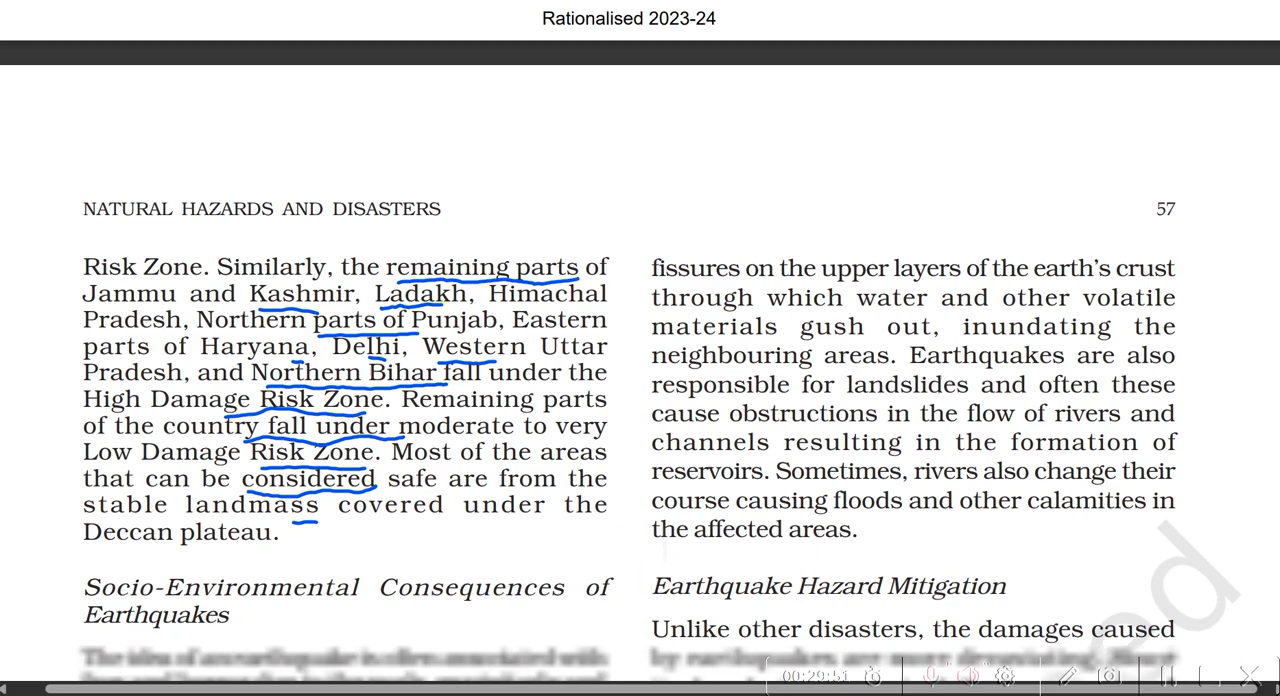 Rationalised 2023-24
NATURAL HAZARDS AND DISASTERS
57
Risk Zone. Similarly, the remaining parts of
Jammu and Kashmir, Ladakh, Himachal
Pradesh, Northern parts of Punjab, Eastern
parts of Haryana, Delhi, Western Uttar
Pradesh, and Northern Bihar fall under the
High Damage Risk Zone. Remaining parts
of the country fall under moderate to very
Low Damage Risk Zone. Most of the areas
that can be considered safe are from the
stable landmass covered under the
Deccan plateau.
Socio-Environmental Consequences of
Earthquakes
fissures on the upper layers of the earth's crust
through which water and other volatile
materials gush out, inundating the
neighbouring areas. Earthquakes are also
responsible for landslides and often these
cause obstructions in the flow of rivers and
channels resulting in the formation of
reservoirs. Sometimes, rivers also change their
course causing floods and other calamities in
the affected areas.
Earthquake Hazard Mitigation
Unlike other disasters, the damages caused
00:29:51